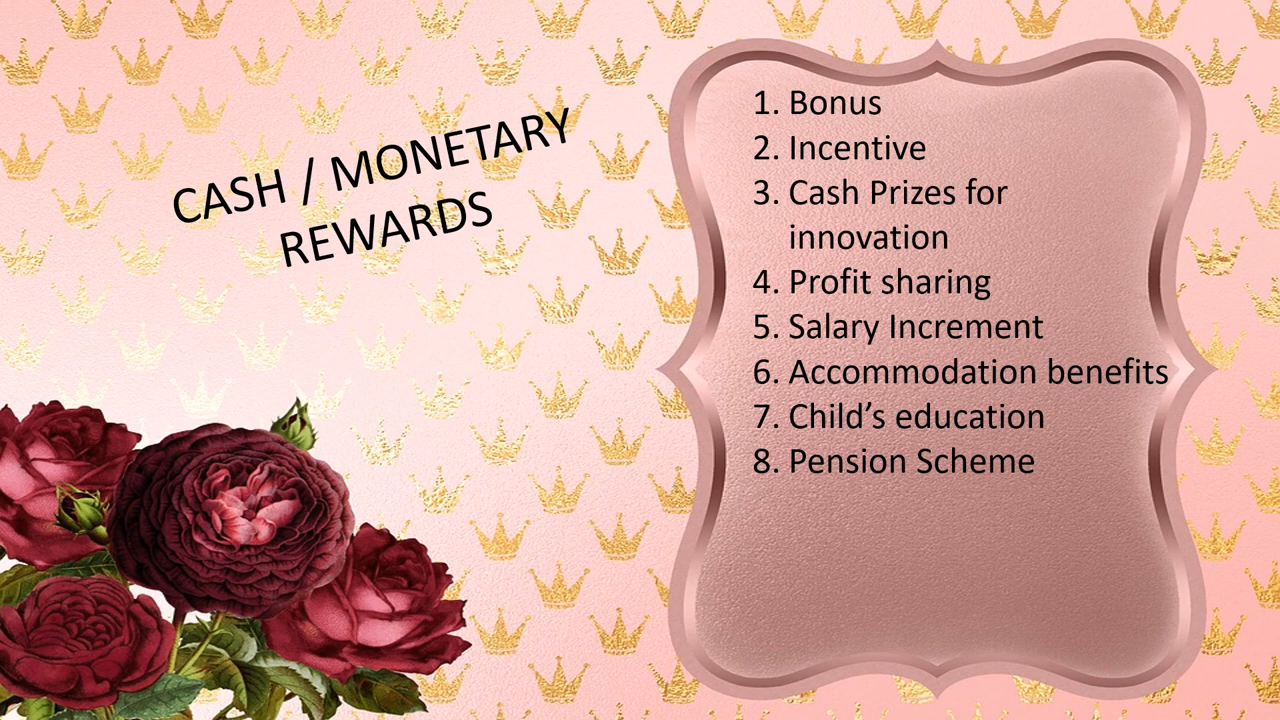 CASH / MONETARY
REWARDS
1. Bonus
2. Incentive
3. Cash Prizes for
innovation
4. Profit sharing
5. Salary Increment
6. Accommodation benefits
7. Child’s education
8. Pension Scheme